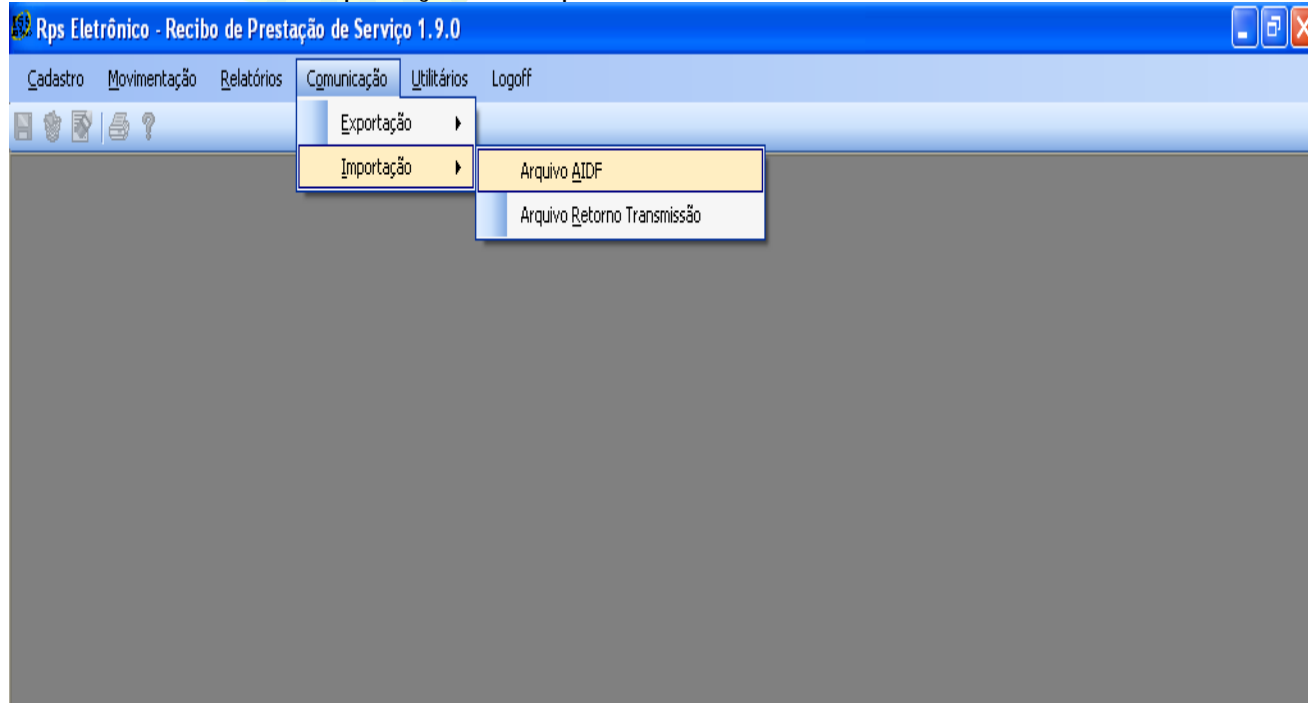 Rps Eletrônico - Recibo de Prestação de Serviço 1.9.0
Cadastro Movimentação Relatórios Comunicação Utilitários Logoff
Exportação
Importação
Arquivo AIDF
Arquivo Retorno Transmissão